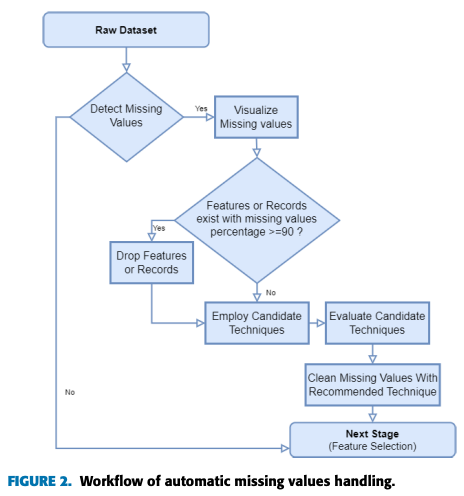 Raw Dataset
Detect Missing
Values
Yes
Visualize
Missing values
Features or Records
exist with missing values
percentage >=90 ?
Yes
Drop Features
or Records
No
Employ Candidate
Techniques
Evaluate Candidate
Techniques
Clean Missing Values With
Recommended Technique
No
Next Stage
(Feature Selection)
FIGURE 2. Workflow of automatic missing values handling.